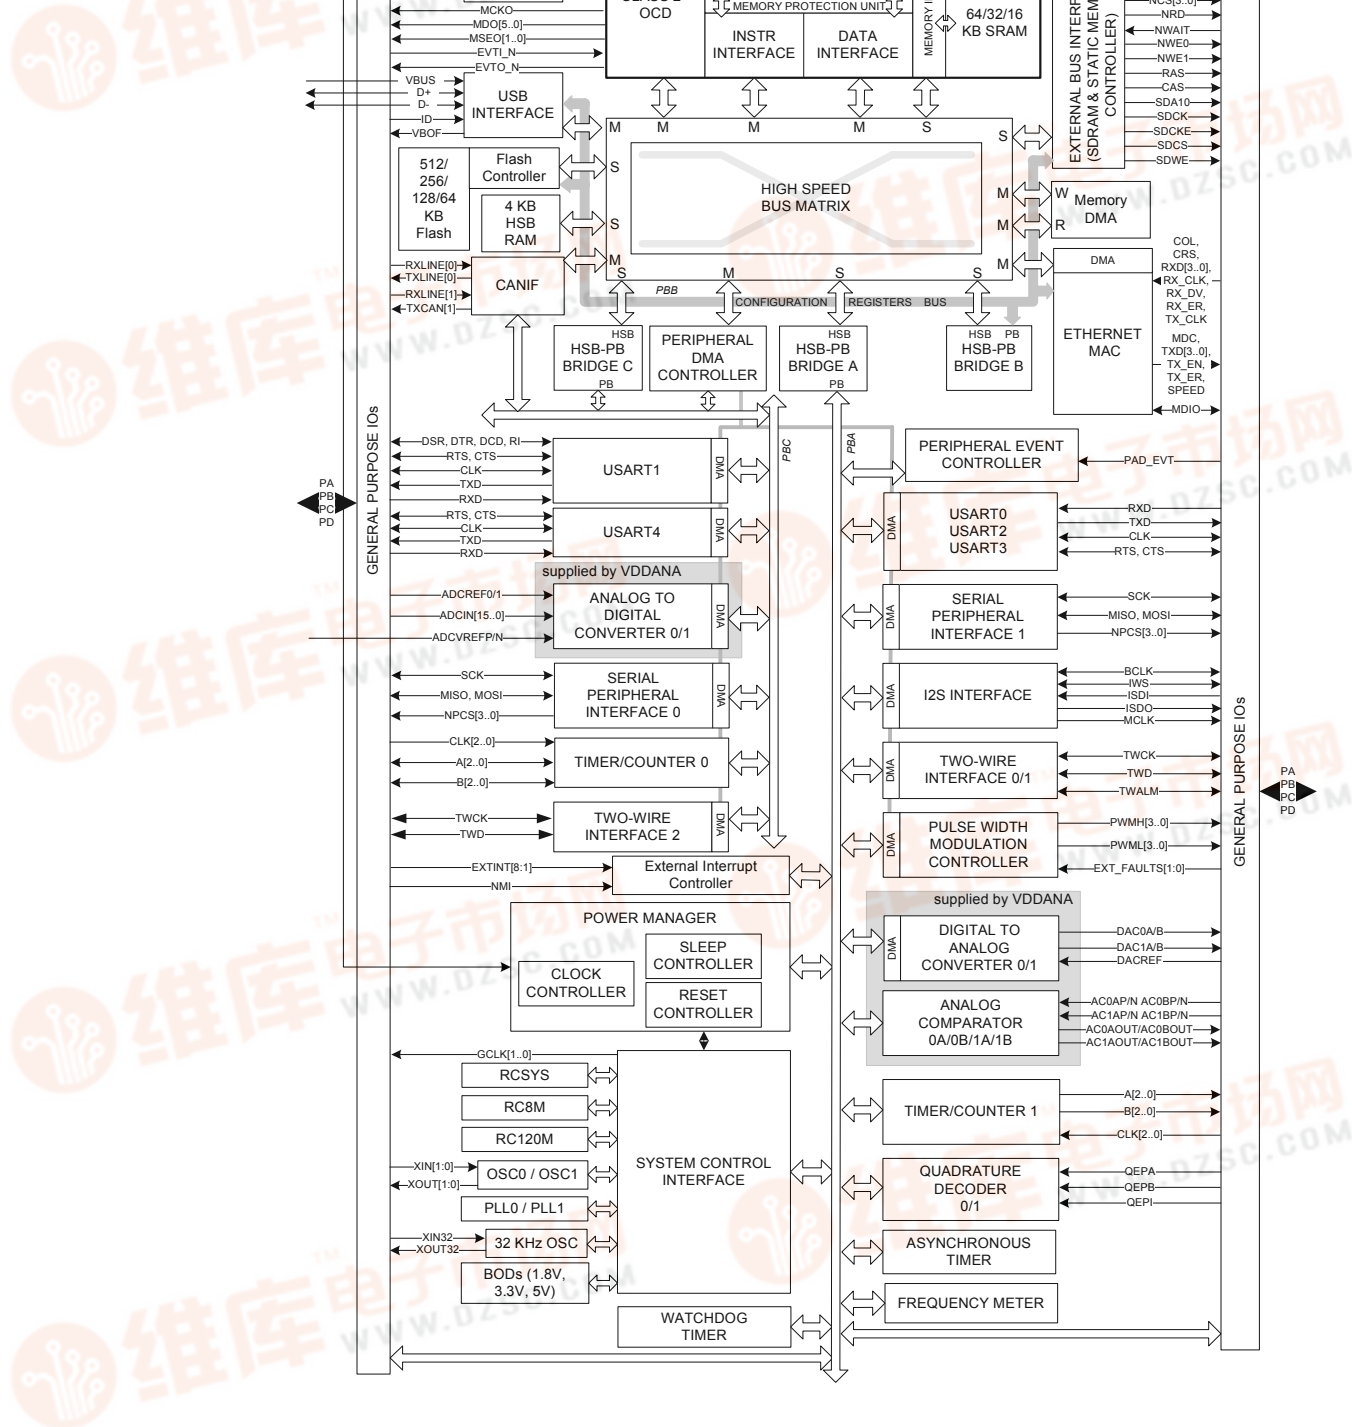 MCKO
MDO[5..0]
MSEO[1..0]
EVTI_N
EVTO_N
OCD
MEMORY PROTECTION UNIT
INSTR
INTERFACE
DATA
INTERFACE
64/32/16
KB SRAM
EXTERNAL BUS INTERF
(SDRAM & STATIC MEM
CONTROLLER)
NRD
NWAIT
NWE0
NWE1
RAS
CAS
SDA10
SDCK
SDCKE
SDCS
SDWE
VBUS
D+
D-
ID
VBOF
USB
INTERFACE
M
M
M
M
S
S
S
S
M
M
M
M
S
M
S
S
512/
256/
128/64
KB
Flash
Flash
Controller
4 KB
HSB
RAM
HIGH SPEED
BUS MATRIX
W
R
Memory
DMA
RXLINE[0]
TXLINE[0]
RXLINE[1]
TXCAN[1]
CANIF
PBB
CONFIGURATION REGISTERS BUS
DMA
ETHERNET
MAC
COL,
CRS,
RXD[3..0],
RX_CLK,
RX_DV,
RX_ER,
TX_CLK
MDC,
TXD[3..0],
TX_EN,
TX_ER,
SPEED
MDIO
HSB
HSB-PB
BRIDGE C
PB
PERIPHERAL
DMA
CONTROLLER
HSB
HSB-PB
BRIDGE A
PB
HSB PB
HSB-PB
BRIDGE B
GENERAL PURPOSE IOs
PA
PB
PC
PD
PBC
PBA
DSR, DTR, DCD, RI
RTS, CTS
CLK
TXD
RXD
USART1
DMA
RTS, CTS
CLK
TXD
RXD
USART4
DMA
supplied by VDDANA
ADCREF0/1
ADCIN[15..0]
ADCVREFP/N
ANALOG TO
DIGITAL
CONVERTER 0/1
DMA
SCK
MISO, MOSI
NPCS[3..0]
SERIAL
PERIPHERAL
INTERFACE 0
DMA
CLK[2..0]
A[2..0]
B[2..0]
TIMER/COUNTER 0
TWCK
TWD
TWO-WIRE
INTERFACE 2
DMA
EXTINT[8:1]
NMI
External Interrupt
Controller
POWER MANAGER
CLOCK
CONTROLLER
SLEEP
CONTROLLER
RESET
CONTROLLER
GCLK[1..0]
RCSYS
RC8M
RC120M
XIN[1:0]
XOUT[1:0]
OSC0 / OSC1
PLL0 / PLL1
XIN32
XOUT32
32 KHz OSC
BODs (1.8V,
3.3V, 5V)
SYSTEM CONTROL
INTERFACE
WATCHDOG
TIMER
PERIPHERAL EVENT
CONTROLLER
PAD_EVT
DMA
USART0
USART2
USART3
RXD
TXD
CLK
RTS, CTS
DMA
SERIAL
PERIPHERAL
INTERFACE 1
SCK
MISO, MOSI
NPCS[3..0]
DMA
I2S INTERFACE
BCLK
IWS
ISDI
ISDO
MCLK
DMA
TWO-WIRE
INTERFACE 0/1
TWCK
TWD
TWALM
DMA
PULSE WIDTH
MODULATION
CONTROLLER
PWMH[3..0]
PWML[3..0]
EXT_FAULTS[1:0]
supplied by VDDANA
DMA
DIGITAL TO
ANALOG
CONVERTER 0/1
DAC0A/B
DAC1A/B
DACREF
ANALOG
COMPARATOR
0A/0B/1A/1B
AC0AP/N AC0BP/N
AC1AP/N AC1BP/N
AC0AOUT/AC0BOUT
AC1AOUT/AC1BOUT
TIMER/COUNTER 1
A[2..0]
B[2..0]
CLK[2..0]
QUADRATURE
DECODER
0/1
QEPA
QEPB
QEPI
ASYNCHRONOUS
TIMER
FREQUENCY METER
GENERAL PURPOSE IOs
PA
PB
PC
PD
维库电子市场网
WWW.DZSC.COM